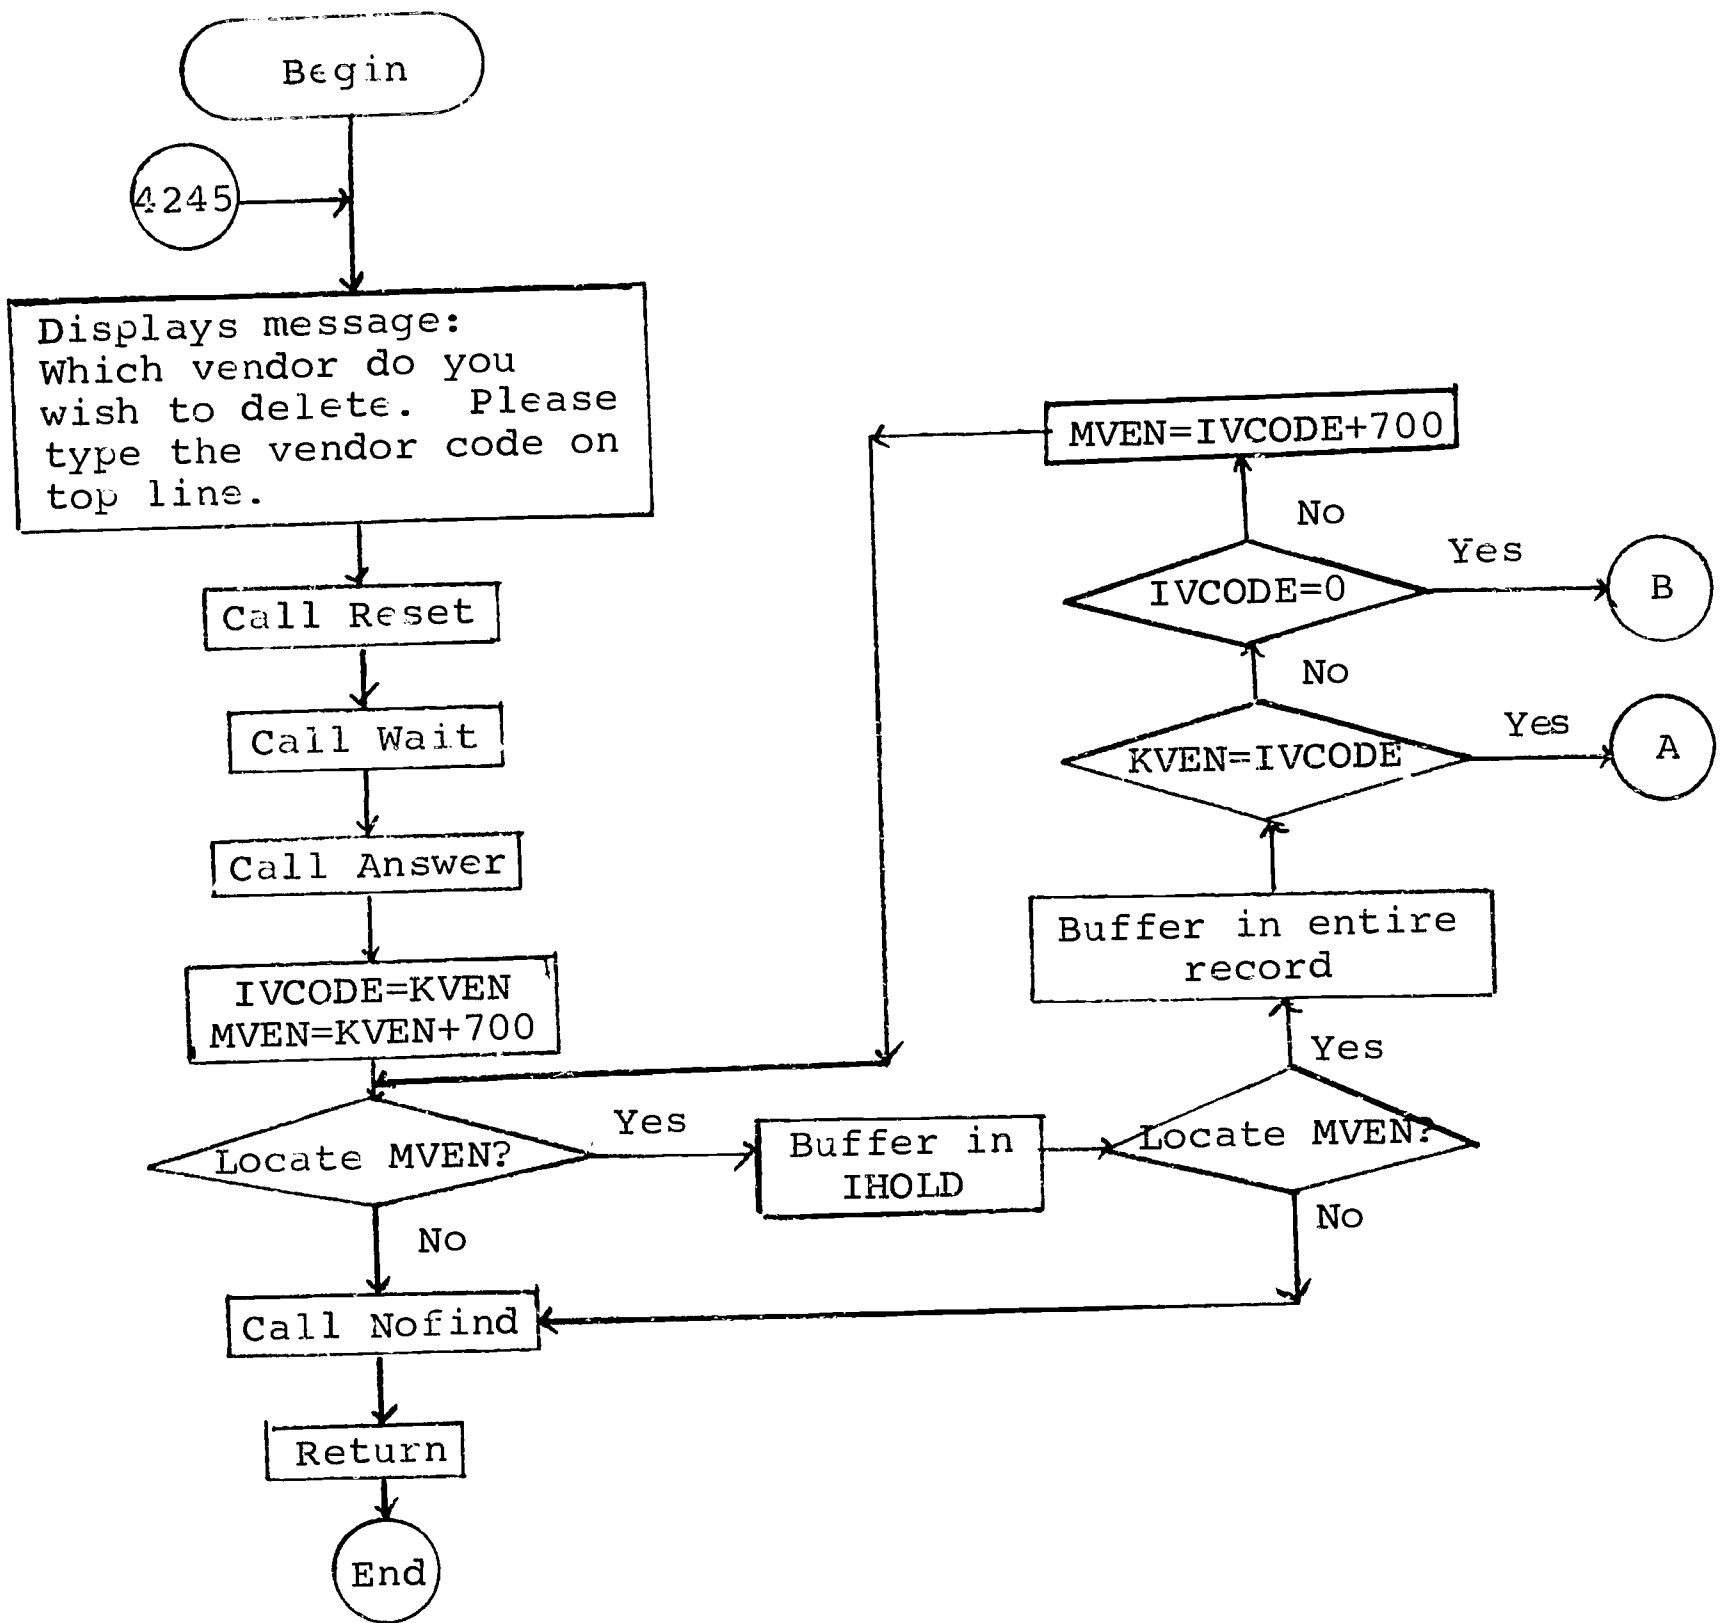 Begin
4245
Displays message:
Which vendor do you
wish to delete. Please
type the vendor code on
top line.
Call Reset
Call Wait
Call Answer
IVCODE=KVEN
MVEN=KVEN+700
Locate MVEN?
Yes
No
Buffer in
IHOLD
Locate MVEN?
Yes
No
Buffer in entire
record
KVEN=IVCODE
Yes
A
No
IVCODE=0
Yes
B
No
MVEN=IVCODE+700
Call Nofind
Return
End